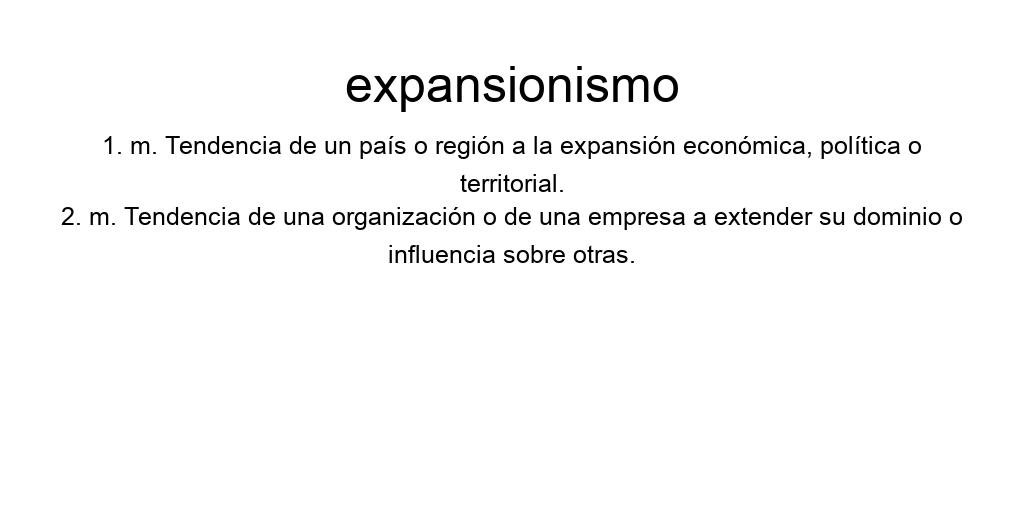 expansionismo
1. m. Tendencia de un país o región a la expansión económica, política o
territorial.
2. m. Tendencia de una organización o de una empresa a extender su dominio o
influencia sobre otras.